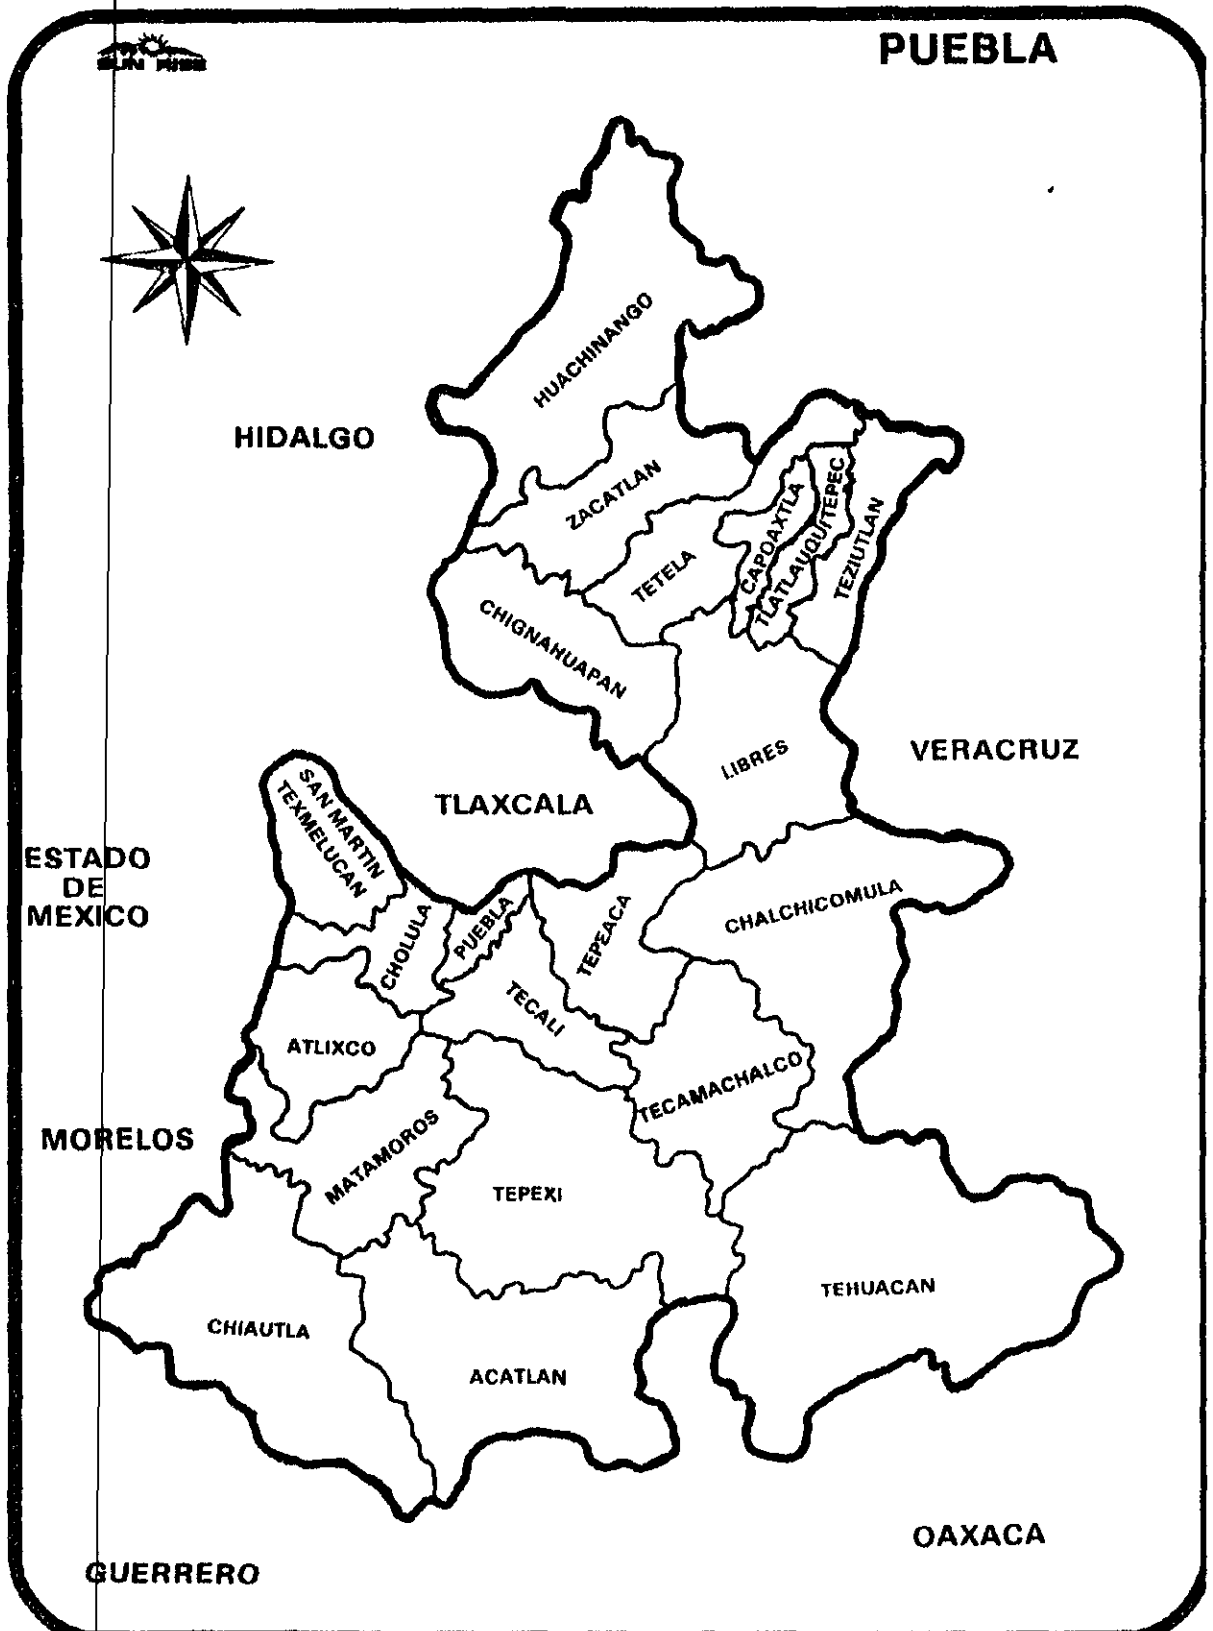 SUN RISE
PUEBLA
HUACHINANGO
HIDALGO
ZACATLAN
CAPOAXTLA
TLATLAUQUITEPEC
TEZIUTLAN
TETELA
CHIGNAHUAPAN
LIBRES
VERACRUZ
SAN MARTIN
TEXMELUCAN
TLAXCALA
ESTADO
DE
MEXICO
CHOLULA
PUEBLA
TEPEACA
CHALCHICOMULA
TECALI
ATLIXCO
TECAMACHALCO
MORELOS
MATAMOROS
TEPEXI
TEHUACAN
CHIAUTLA
ACATLAN
OAXACA
GUERRERO